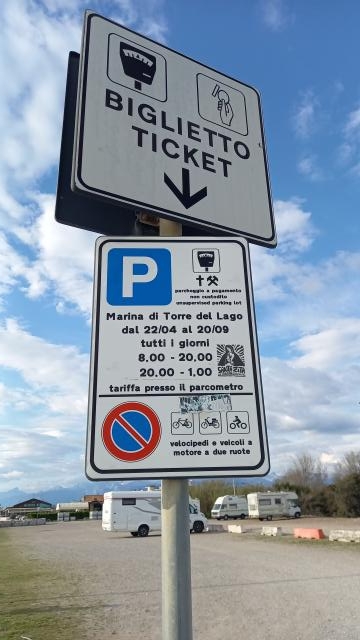 BIGLIETTO
TICKET
P
parcheggio a pagamento
non custodito
unsupervised parking lot
Marina di Torre del Lago
dal 22/04 al 20/09
tutti i giorni
8.00 - 20,00
20.00 - 1,00
tariffa presso il parcometro
velocipedi e veicoli a
motore a due ruote